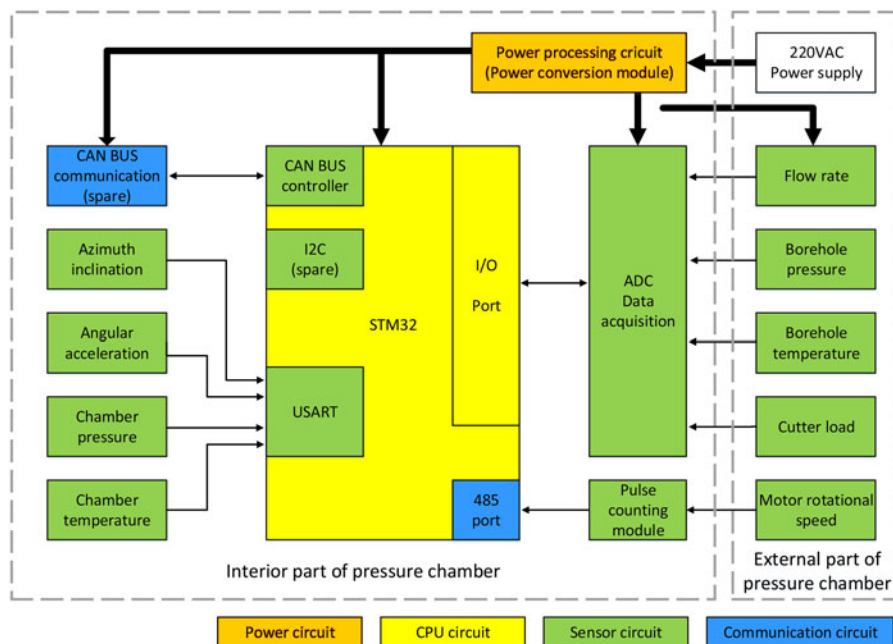 Power processing cricuit
(Power conversion module)
220VAC
Power supply
CAN BUS
communication
(spare)
CAN BUS
controller
Flow rate
Azimuth
inclination
I2C
(spare)
I/O
Port
ADC
Data
acquisition
Borehole
pressure
STM32
Angular
acceleration
Borehole
temperature
USART
Chamber
pressure
Cutter load
Chamber
temperature
485
port
Pulse
counting
module
Motor rotational
speed
Interior part of pressure chamber
External part of
pressure chamber
Power circuit
CPU circuit
Sensor circuit
Communication circuit